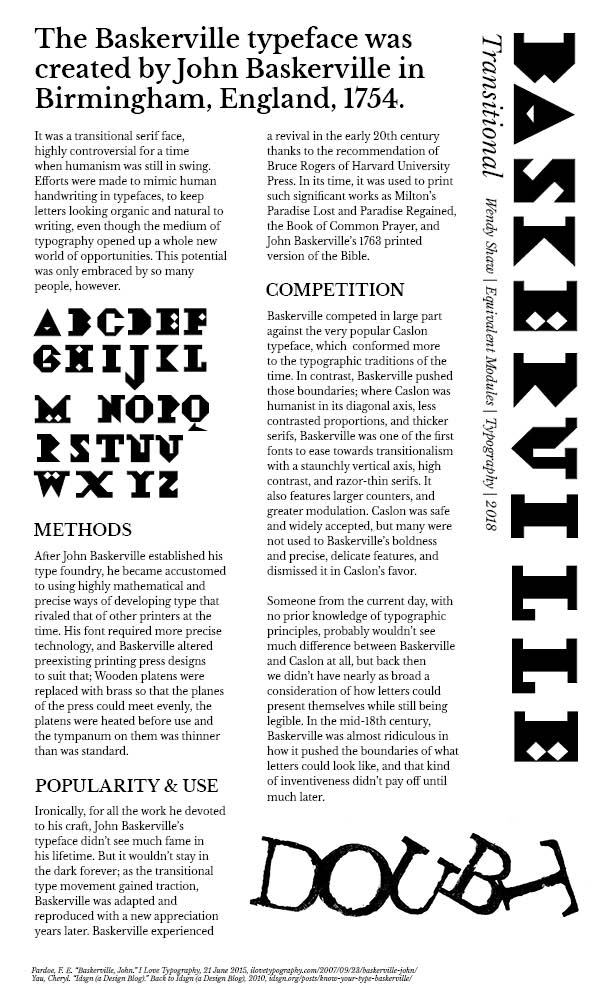 The Baskerville typeface was
created by John Baskerville in
Birmingham, England, 1754.
It was a transitional serif face,
highly controversial for a time
when humanism was still in swing.
Efforts were made to mimic human
handwriting in typefaces, to keep
letters looking organic and natural to
writing, even though the medium of
typography opened up a whole new
world of opportunities. This potential
was only embraced by so many
people, however.
ABCDEF
GHIJKL
M NOPQ
RSTUV
WX YZ
METHODS
After John Baskerville established his
type foundry, he became accustomed
to using highly mathematical and
precise ways of developing type that
rivaled that of other printers at the
time. His font required more precise
technology, and Baskerville altered
preexisting printing press designs
to suit that; Wooden platens were
replaced with brass so that the planes
of the press could meet evenly, the
platens were heated before use and
the tympanum on them was thinner
than was standard.
POPULARITY & USE
Ironically, for all the work he devoted
to his craft, John Baskerville's
typeface didn't see much fame in
his lifetime. But it wouldn't stay in
the dark forever; as the transitional
type movement gained traction,
Baskerville was adapted and
reproduced with a new appreciation
years later. Baskerville experienced
a revival in the early 20th century
thanks to the recommendation of
Bruce Rogers of Harvard University
Press. In its time, it was used to print
such significant works as Milton's
Paradise Lost and Paradise Regained,
the Book of Common Prayer, and
John Baskerville's 1763 printed
version of the Bible.
COMPETITION
Baskerville competed in large part
against the very popular Caslon
typeface, which conformed more
to the typographic traditions of the
time. In contrast, Baskerville pushed
those boundaries; where Caslon was
humanist in its diagonal axis, less
contrasted proportions, and thicker
serifs, Baskerville was one of the first
fonts to ease towards transitionalism
with a staunchly vertical axis, high
contrast, and razor-thin serifs. It
also features larger counters, and
greater modulation. Caslon was safe
and widely accepted, but many were
not used to Baskerville's boldness
and precise, delicate features, and
dismissed it in Caslon's favor.
Someone from the current day, with
no prior knowledge of typographic
principles, probably wouldn't see
much difference between Baskerville
and Caslon at all, but back then
we didn't have nearly as broad a
consideration of how letters could
present themselves while still being
legible. In the mid-18th century,
Baskerville was almost ridiculous in
how it pushed the boundaries of what
letters could look like, and that kind
of inventiveness didn't pay off until
much later.
DOUBT
Transitional
Wendy Shaw | Equivalent Modules | Typography | 2018
BASKERVILLE
Pardoe, F. E. "Baskerville, John." I Love Typography, 21 June 2015, ilovetypography.com/2007/09/23/baskerville-john/
Yau, Cheryl. "Idsgn (a Design Blog)." Back to Idsgn (a Design Blog), 2010, idsgn.org/posts/know-your-type-baskerville/